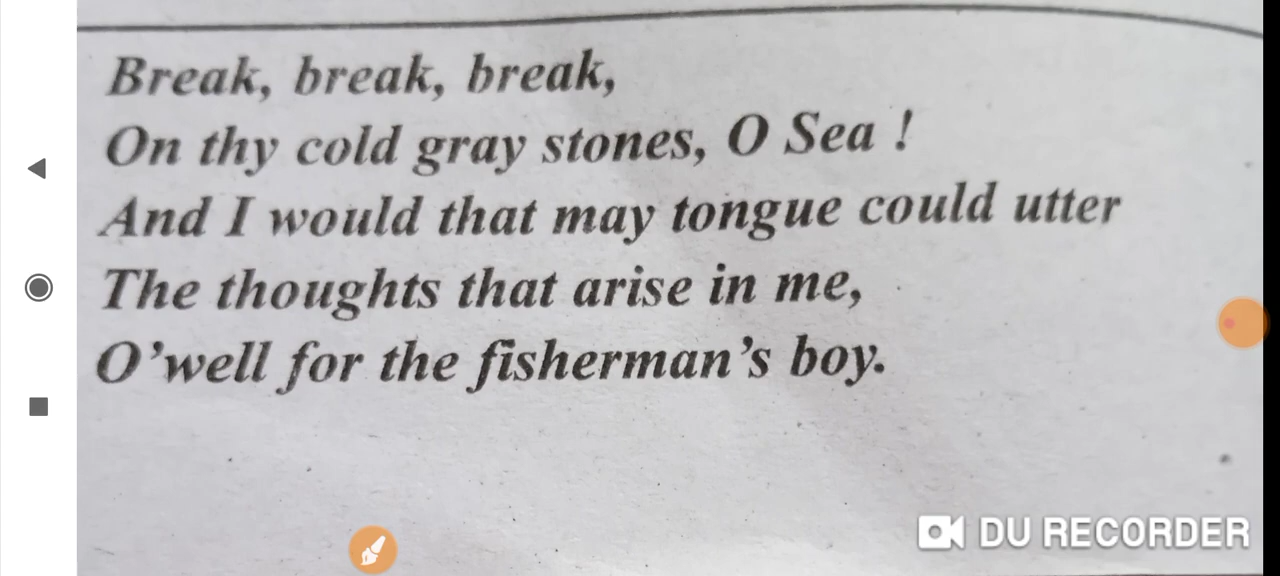 Break, break, break,
On thy cold gray stones, O Sea !
And I would that may tongue could utter
The thoughts that arise in me,
O'well for the fisherman's boy.
DU RECORDER